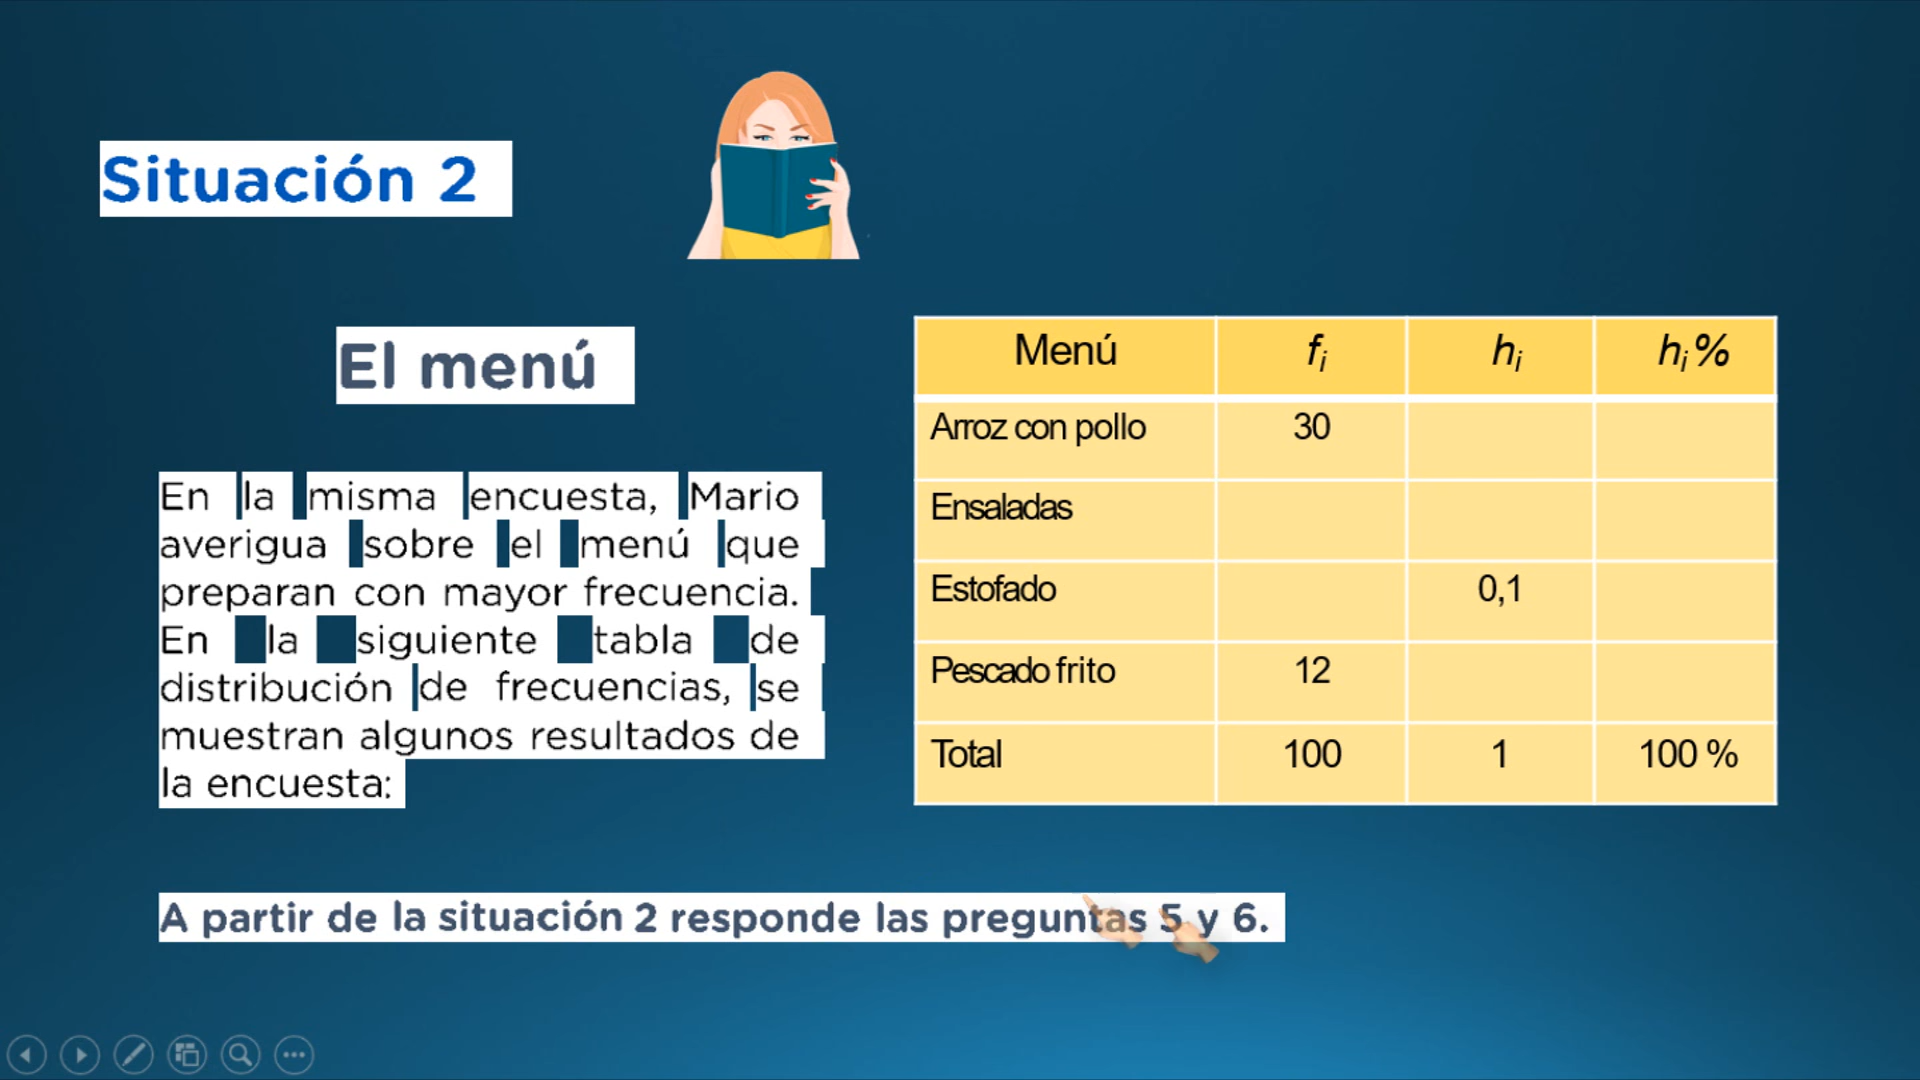 Situación 2
El menú
En la misma encuesta, Mario
averigua sobre el menú que
preparan con mayor frecuencia.
En la siguiente tabla de
distribución de frecuencias, se
muestran algunos resultados de
la encuesta:
Menú fi hi hi%
Arroz con pollo 30
Ensaladas
Estofado 0,1
Pescado frito 12
Total 100 1 100 %
A partir de la situación 2 responde las preguntas 5 y 6.